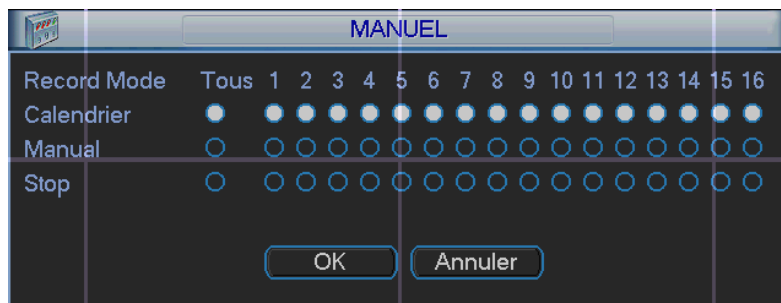 MANUEL
Record Mode Tous 1 2 3 4 5 6 7 8 9 10 11 12 13 14 15 16
Calendrier
Manual
Stop
OK Annuler